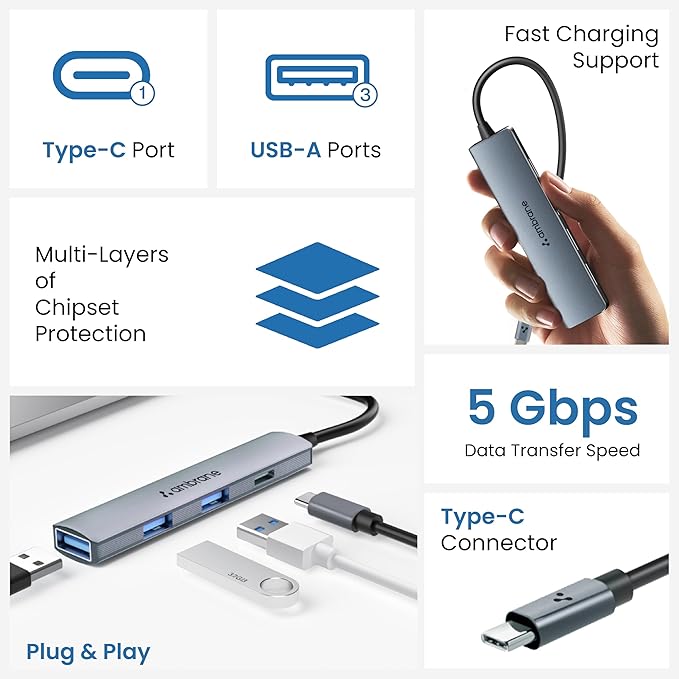 1
Type-C Port
3
USB-A Ports
Fast Charging
Support
ambrane
Multi-Layers
of
Chipset
Protection
5 Gbps
Data Transfer Speed
ambrane
32GB
Plug & Play
Type-C
Connector